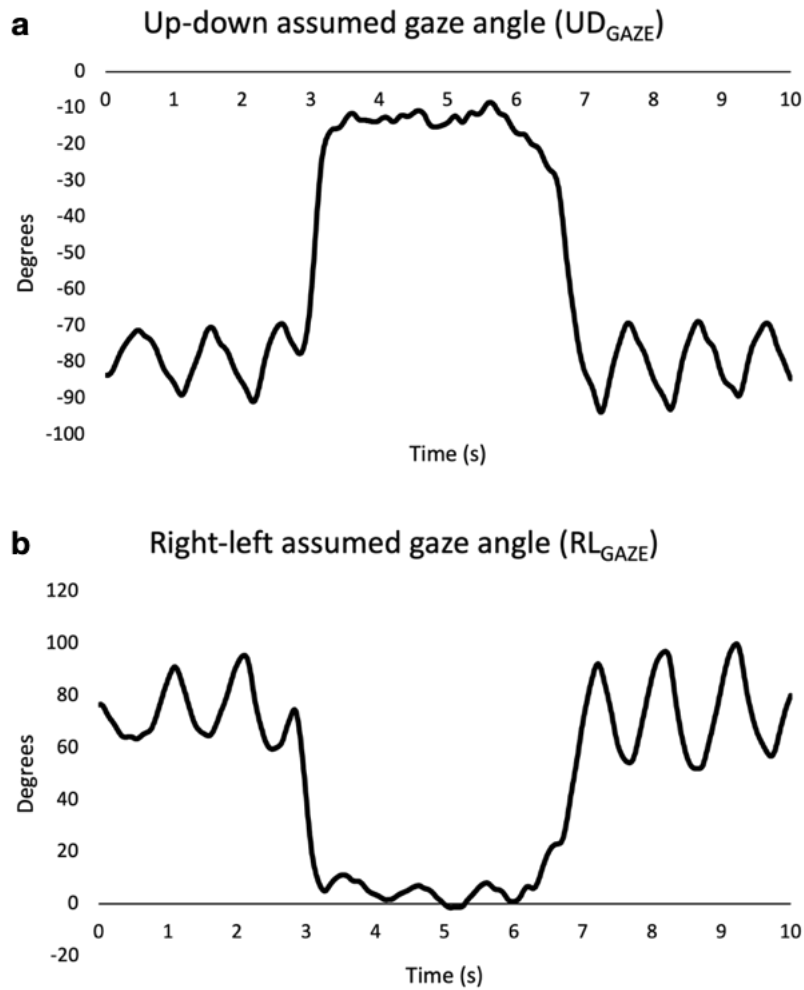 a
Up-down assumed gaze angle (UDGAZE)
0
-10
-20
-30
-40
-50
-60
-70
-80
-90
-100
Degrees
0 1 2 3 4 5 6 7 8 9 10
Time (s)
b
Right-left assumed gaze angle (RLGAZE)
120
100
80
60
40
20
0
-20
Degrees
0 1 2 3 4 5 6 7 8 9 10
Time (s)